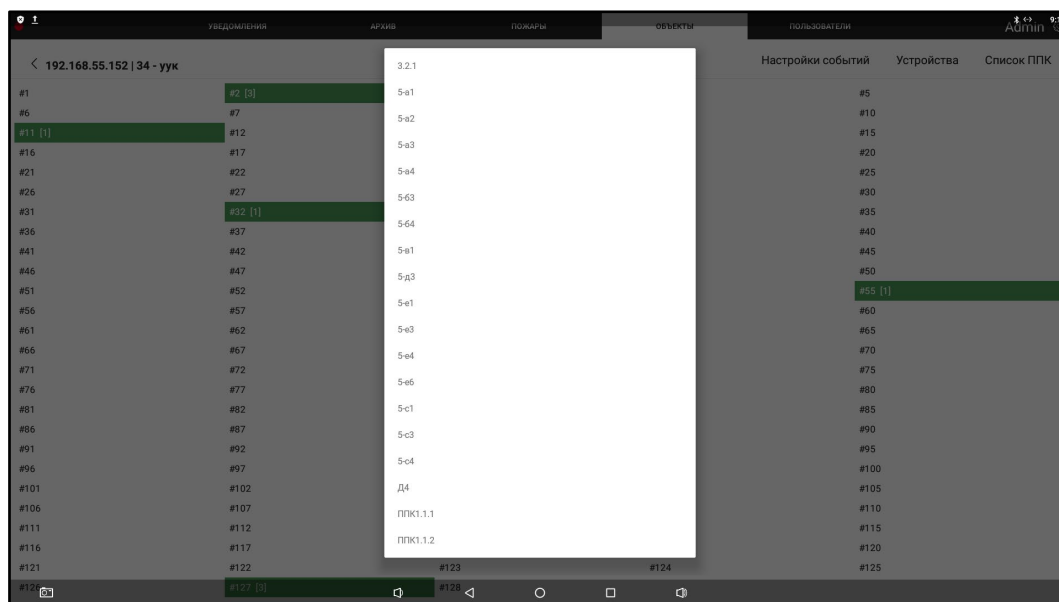 УВЕДОМЛЕНИЯ АРХИВ ПОЖАРЫ ОБЪЕКТЫ ПОЛЬЗОВАТЕЛИ Admin
192.168.55.152 | 34 - уук Настройки событий Устройства Список ППК
3.2.1
5-а1
5-а2
5-а3
5-а4
5-б3
5-б4
5-в1
5-д3
5-е1
5-е3
5-е4
5-е6
5-с1
5-с3
5-с4
Д4
ППК1.1.1
ППК1.1.2
#1 #2 [3] #5
#6 #7 #10
#11 [1] #12 #15
#16 #17 #20
#21 #22 #25
#26 #27 #30
#31 #32 [1] #35
#36 #37 #40
#41 #42 #45
#46 #47 #50
#51 #52 #55 [1]
#56 #57 #60
#61 #62 #65
#66 #67 #70
#71 #72 #75
#76 #77 #80
#81 #82 #85
#86 #87 #90
#91 #92 #95
#96 #97 #100
#101 #102 #105
#106 #107 #110
#111 #112 #115
#116 #117 #120
#121 #122 #123 #124 #125
#126 #127 [3] #128